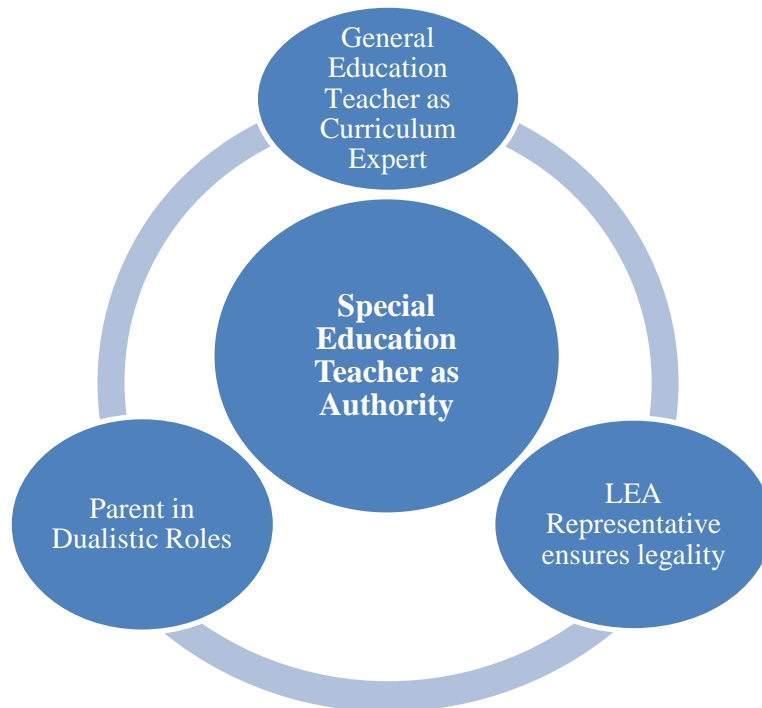 General
Education
Teacher as
Curriculum
Expert
Special
Education
Teacher as
Authority
Parent in
Dualistic Roles
LEA
Representative
ensures legality